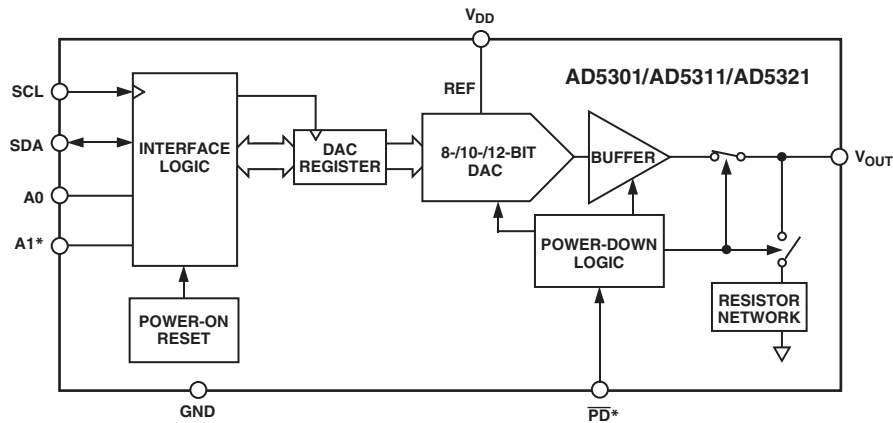 VDD
AD5301/AD5311/AD5321
REF
SCL
SDA
A0
A1*
INTERFACE
LOGIC
DAC
REGISTER
8-/10-/12-BIT
DAC
BUFFER
VOUT
POWER-DOWN
LOGIC
POWER-ON
RESET
RESISTOR
NETWORK
GND
PD*